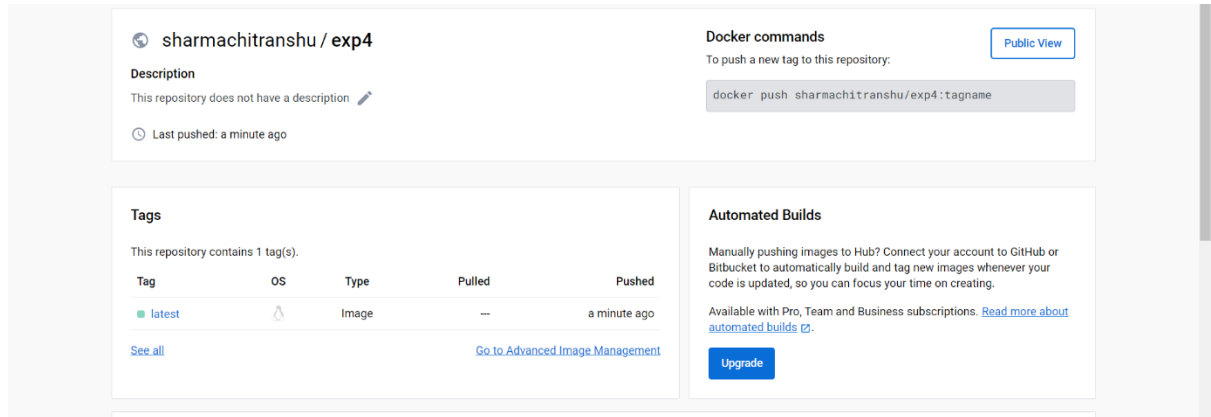 sharmachitranshu / exp4
Description
This repository does not have a description
Last pushed: a minute ago
Docker commands
Public View
To push a new tag to this repository:
docker push sharmachitranshu/exp4:tagname
Tags
This repository contains 1 tag(s).
Tag OS Type Pulled Pushed
latest Image --- a minute ago
See all Go to Advanced Image Management
Automated Builds
Manually pushing images to Hub? Connect your account to GitHub or
Bitbucket to automatically build and tag new images whenever your
code is updated, so you can focus your time on creating.
Available with Pro, Team and Business subscriptions. Read more about
automated builds.
Upgrade